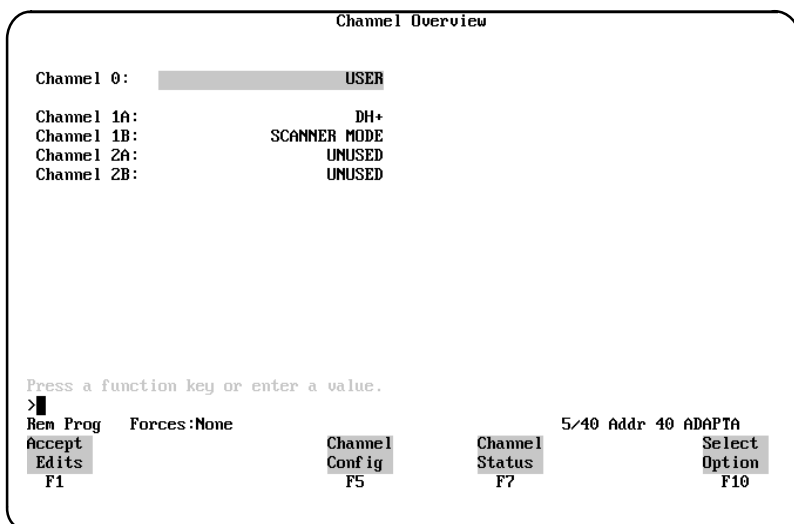 Channel Overview
Channel 0: USER
Channel 1A: DH+
Channel 1B: SCANNER MODE
Channel 2A: UNUSED
Channel 2B: UNUSED
Press a function key or enter a value.
>
Rem Prog Forces:None 5/40 Addr 40 ADAPTA
Accept Channel Channel Select
Edits Config Status Option
F1 F5 F7 F10